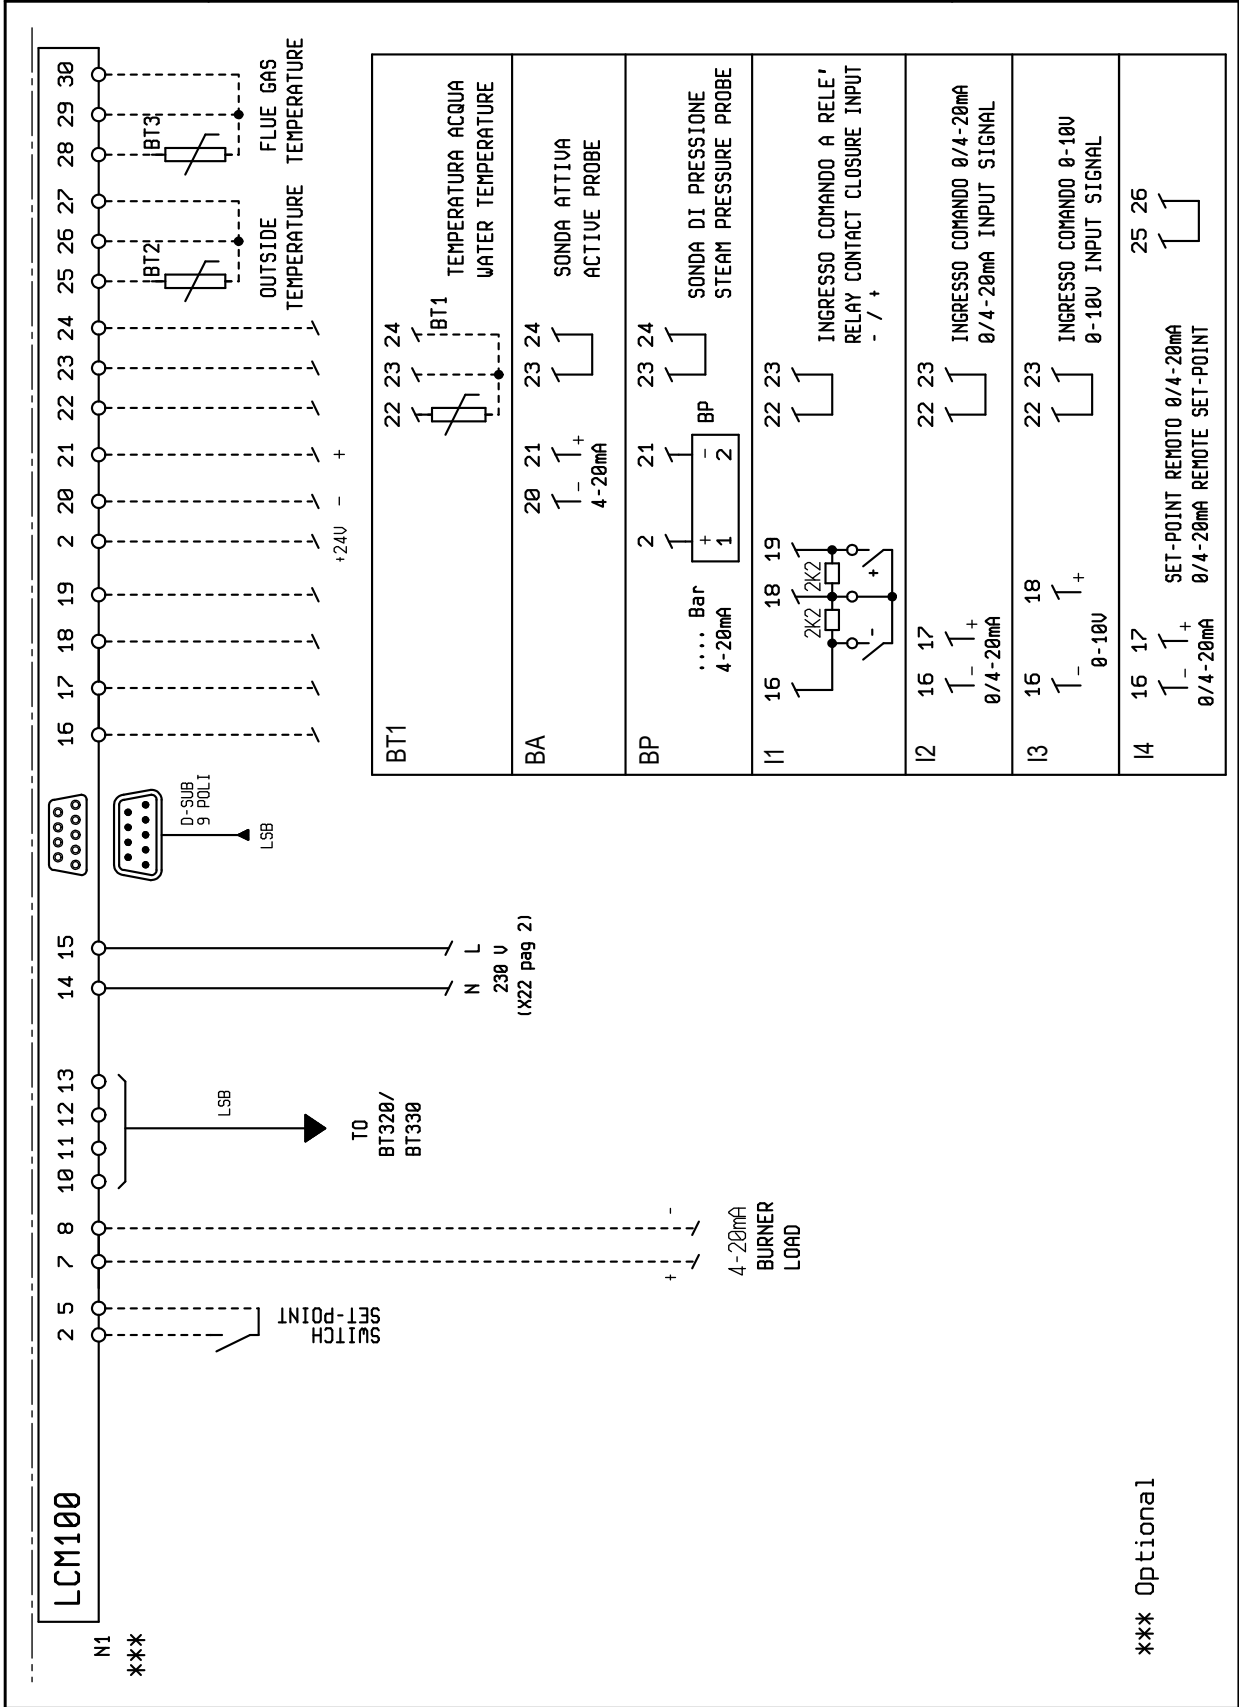 LCM100
N1
***
2 5 7 8 10 11 12 13 14 15 16 17 18 19 2 20 21 22 23 24 25 26 27 28 29 30
SWITCH
SET-POINT
+ -
4-20mA
BURNER
LOAD
LSB
TO
BT320/
BT330
N L
230 V
(X22 pag 2)
D-SUB
9 POLI
LSB
+24V - +
BT2
OUTSIDE
TEMPERATURE
BT3
FLUE GAS
TEMPERATURE
BT1
22 23 24
BT1
TEMPERATURA ACQUA
WATER TEMPERATURE
BA
20 21 23 24
- +
4-20mA
SONDA ATTIVA
ACTIVE PROBE
BP
2 21 23 24
+ -
1 2
BP
.... Bar
4-20mA
SONDA DI PRESSIONE
STEAM PRESSURE PROBE
I1
16 18 19 22 23
2K2 2K2
- +
INGRESSO COMANDO A RELE'
RELAY CONTACT CLOSURE INPUT
- / +
I2
16 17 22 23
- +
0/4-20mA
INGRESSO COMANDO 0/4-20mA
0/4-20mA INPUT SIGNAL
I3
16 18 22 23
- +
0-10V
INGRESSO COMANDO 0-10V
0-10V INPUT SIGNAL
I4
16 17 25 26
- +
0/4-20mA
SET-POINT REMOTO 0/4-20mA
0/4-20mA REMOTE SET-POINT
*** Optional